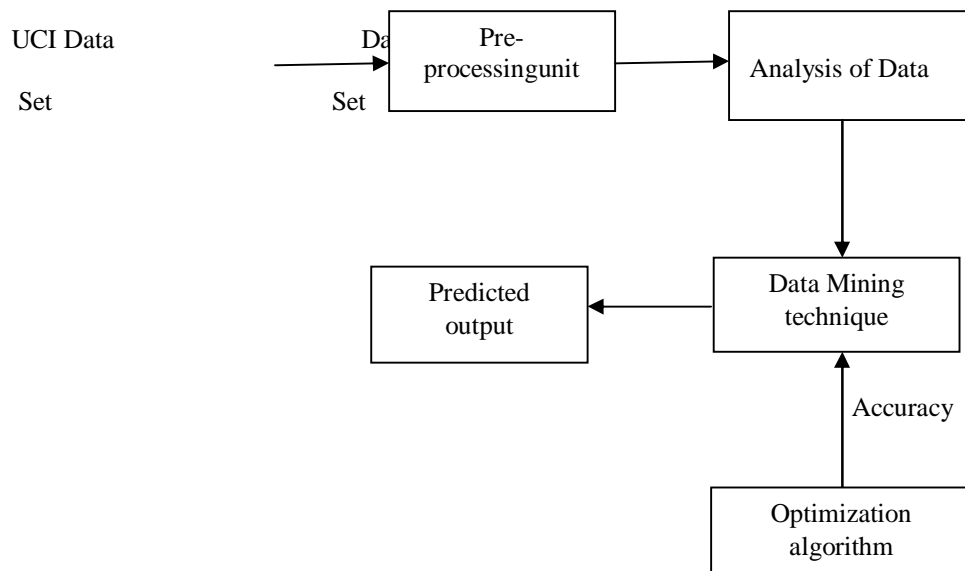 UCI Data
Set
Set
Pre-
processingunit
Analysis of Data
Predicted
output
Data Mining
technique
Accuracy
Optimization
algorithm